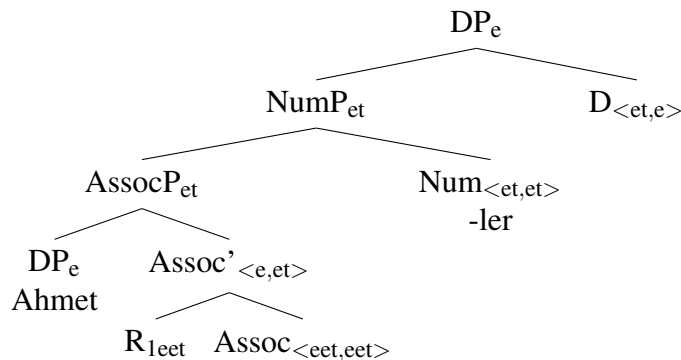 DPe
NumPet D<et,e>
AssocPet Num<et,et>
-ler
DPe Assoc’<e,et>
Ahmet
R1eet Assoc<eet,eet>